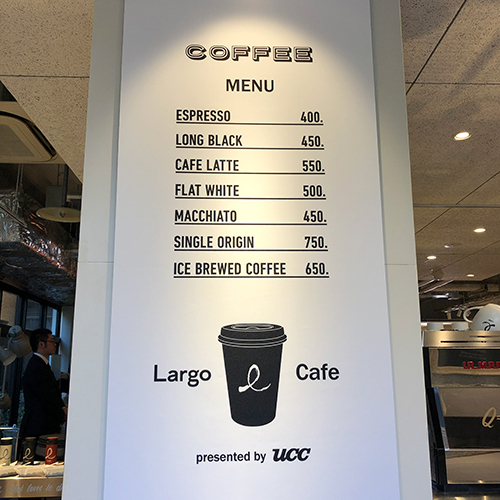 COFFEE
MENU
ESPRESSO 400.
LONG BLACK 450.
CAFE LATTE 550.
FLAT WHITE 500.
MACCHIATO 450.
SINGLE ORIGIN 750.
ICE BREWED COFFEE 650.
Largo Cafe
presented by UCC